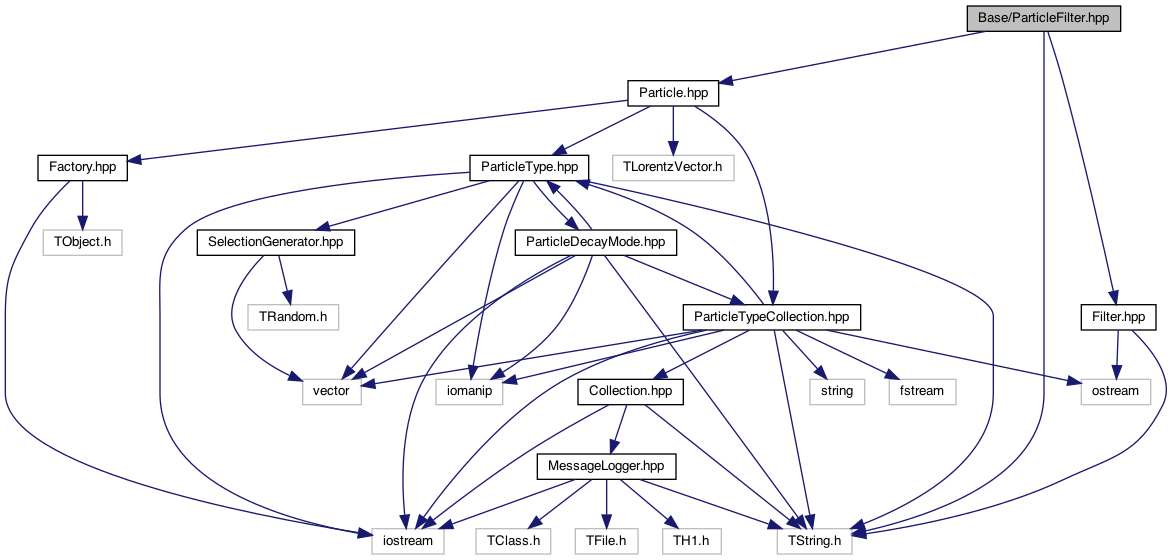 Base/ParticleFilter.hpp
Particle.hpp
Factory.hpp
ParticleType.hpp
TLorentzVector.h
TObject.h
SelectionGenerator.hpp
ParticleDecayMode.hpp
TRandom.h
ParticleTypeCollection.hpp
Filter.hpp
vector
iomanip
Collection.hpp
string
fstream
ostream
MessageLogger.hpp
iostream
TClass.h
TFile.h
TH1.h
TString.h